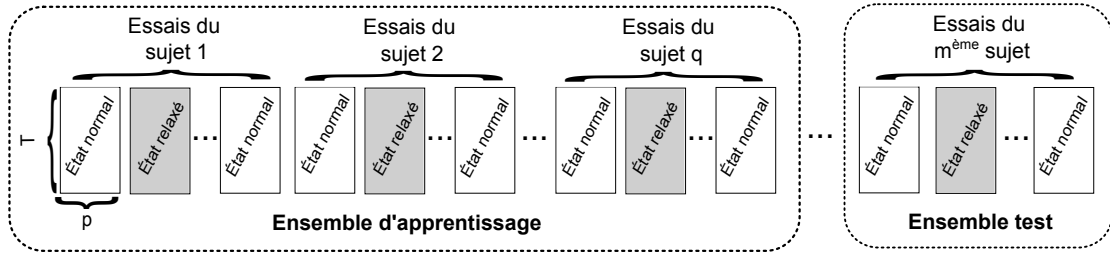 Essais du
sujet 1
Essais du
sujet 2
Essais du
sujet q
Essais du
mème sujet
T
État normal
État relaxé
...
État normal
État normal
État relaxé
...
État normal
...
État normal
État relaxé
...
État normal
...
État normal
État relaxé
...
État normal
p
Ensemble d'apprentissage
Ensemble test